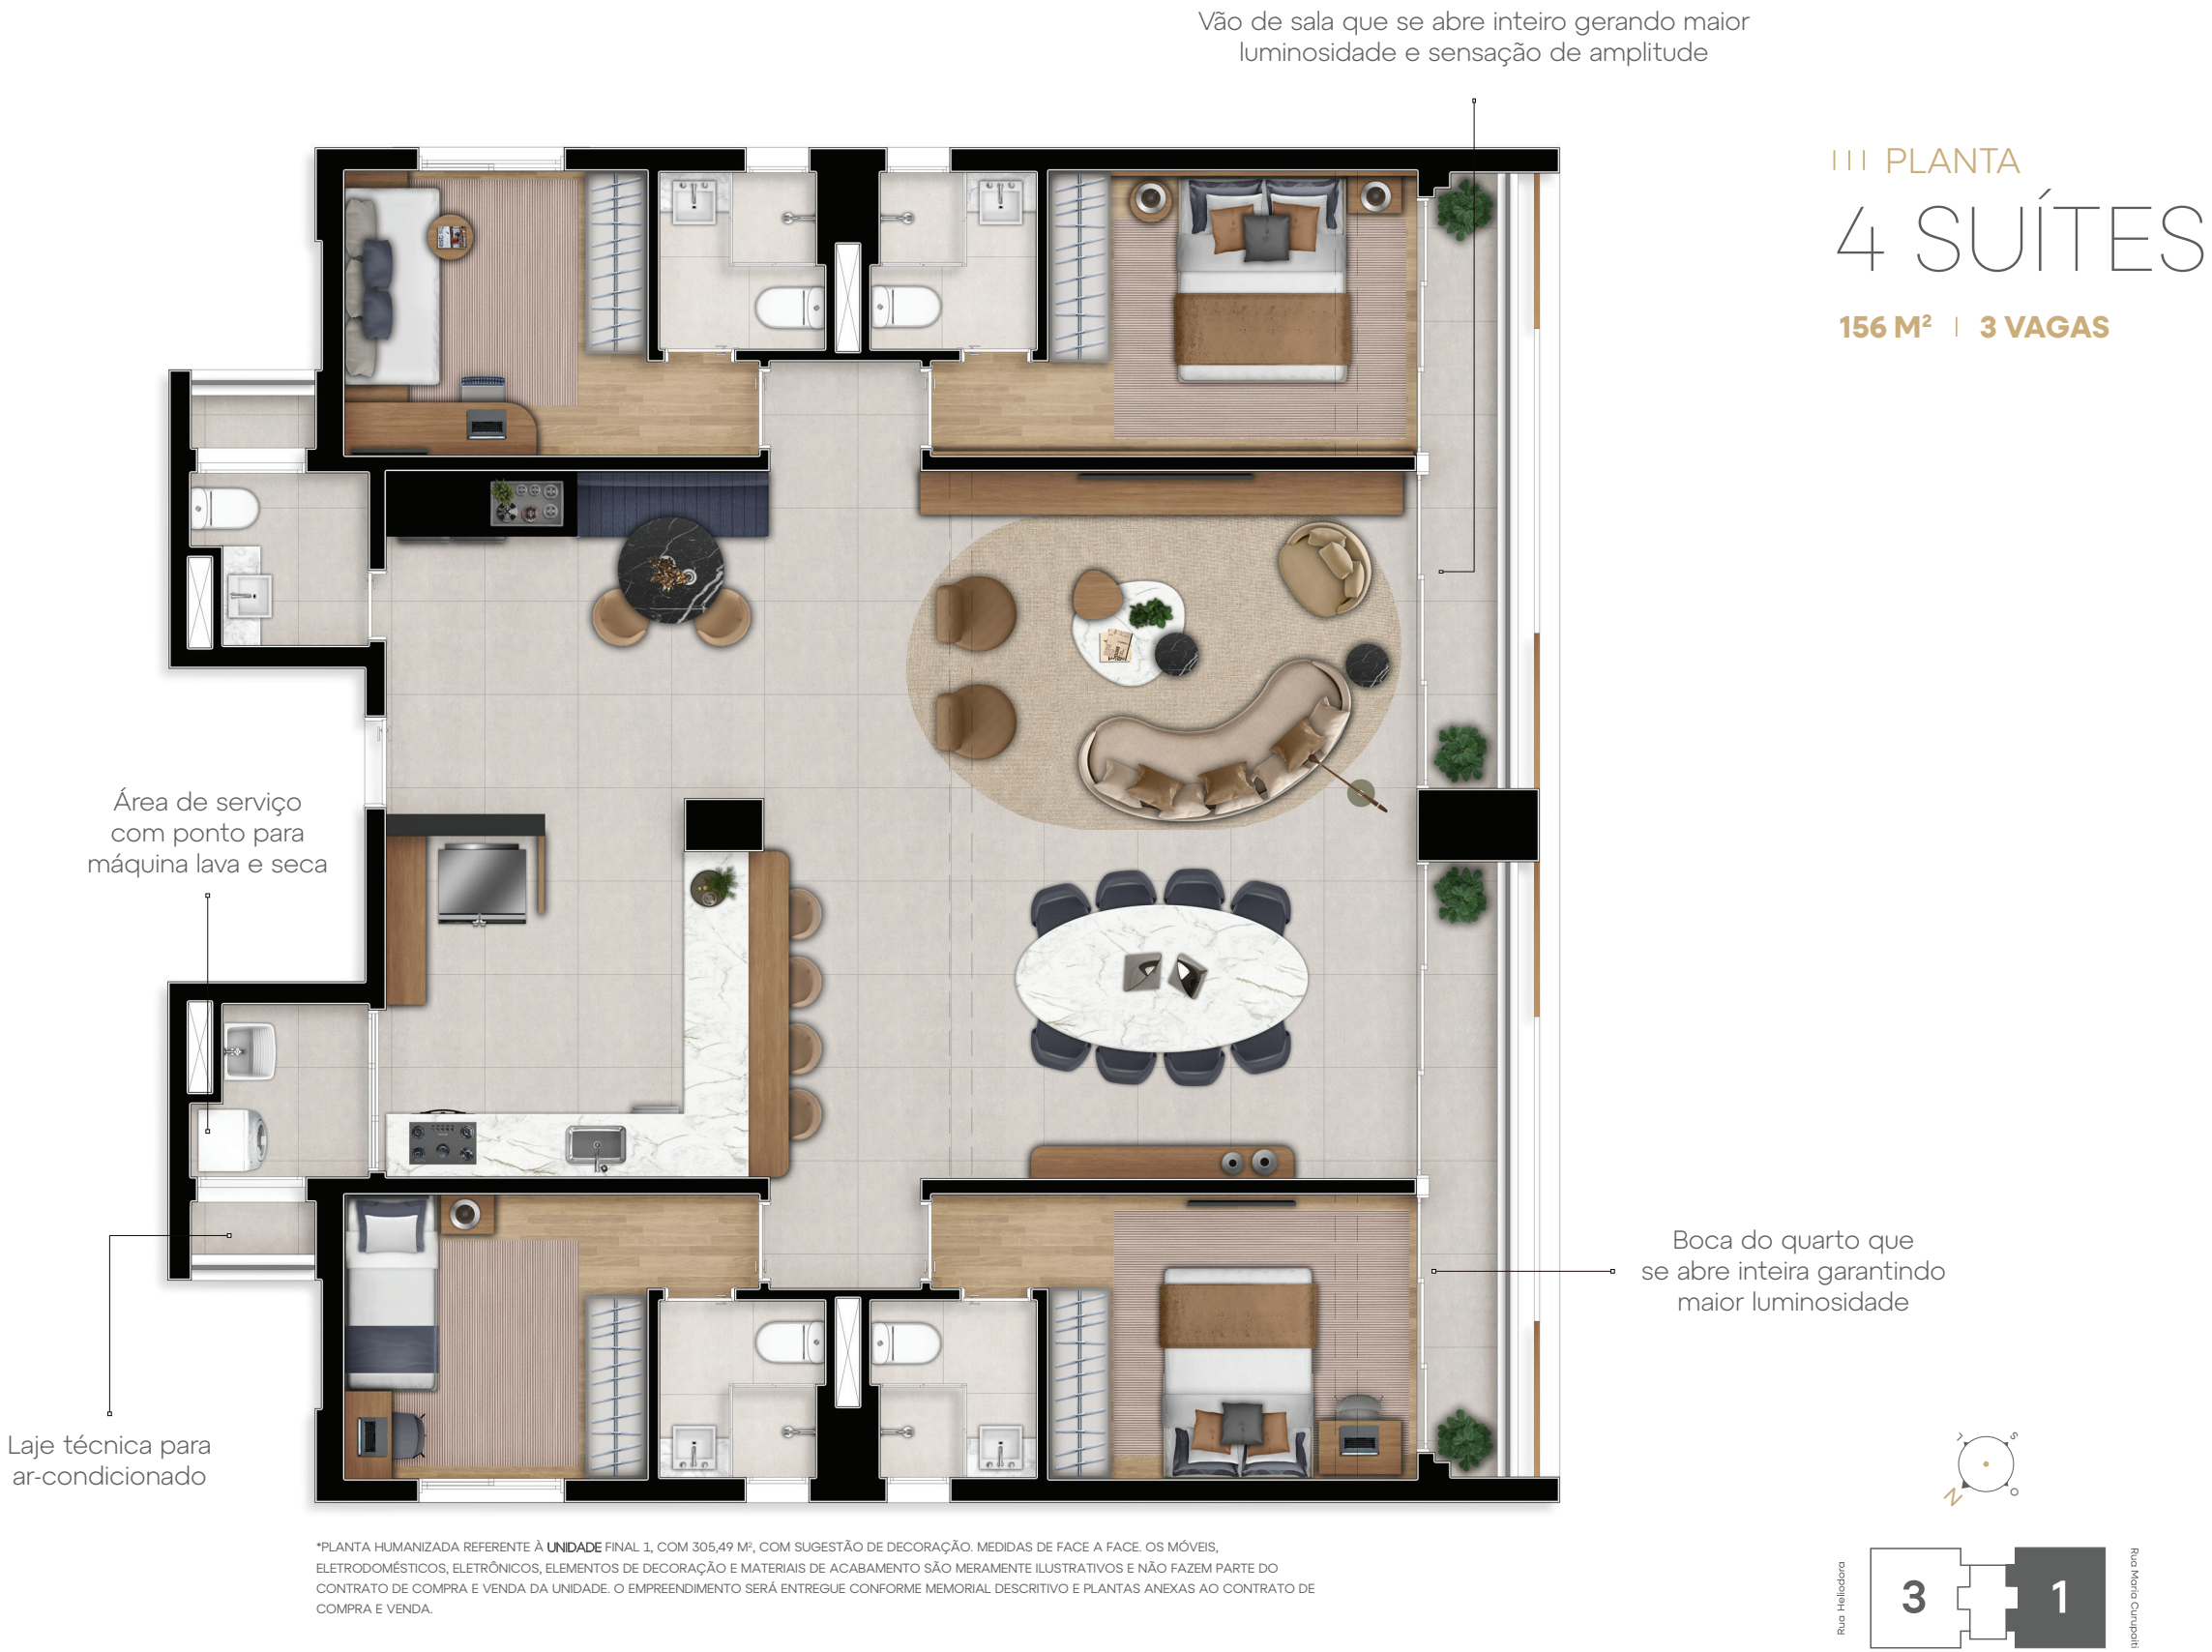 Vão de sala que se abre inteiro gerando maior
luminosidade e sensação de amplitude
PLANTA
4 SUÍTES
156 M² | 3 VAGAS
Área de serviço
com ponto para
máquina lava e seca
Boca do quarto que
se abre inteira garantindo
maior luminosidade
Laje técnica para
ar-condicionado
L
S
N
O
*PLANTA HUMANIZADA REFERENTE À UNIDADE FINAL 1, COM 305,49 M², COM SUGESTÃO DE DECORAÇÃO. MEDIDAS DE FACE A FACE. OS MÓVEIS,
ELETRODOMÉSTICOS, ELETRÔNICOS, ELEMENTOS DE DECORAÇÃO E MATERIAIS DE ACABAMENTO SÃO MERAMENTE ILUSTRATIVOS E NÃO FAZEM PARTE DO
CONTRATO DE COMPRA E VENDA DA UNIDADE. O EMPREENDIMENTO SERÁ ENTREGUE CONFORME MEMORIAL DESCRITIVO E PLANTAS ANEXAS AO CONTRATO DE
COMPRA E VENDA.
Rua Heliodora
3
1
Rua Maria Curupaiti